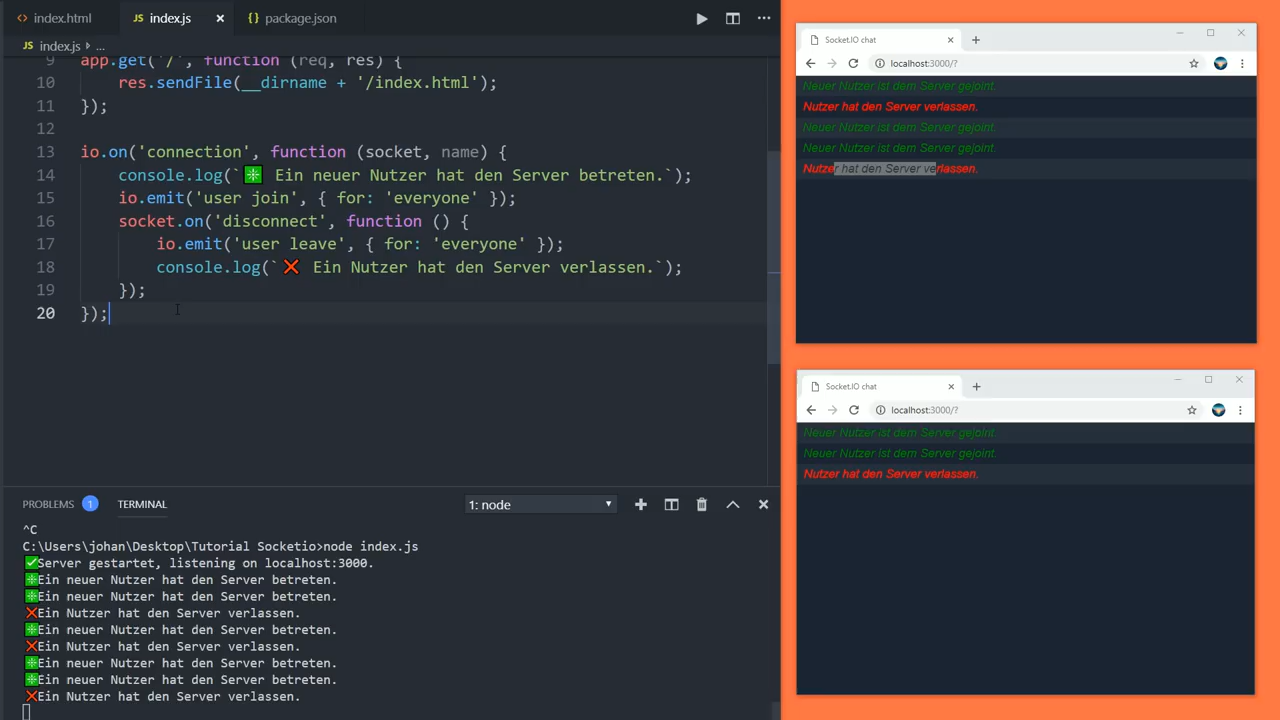 index.html
index.js
package.json
index.js > ...
9 app.get('/', function (req, res) {
10 res.sendFile(__dirname + '/index.html');
11 });
12
13 io.on('connection', function (socket, name) {
14 console.log(`❇️ Ein neuer Nutzer hat den Server betreten.`);
15 io.emit('user join', { for: 'everyone' });
16 socket.on('disconnect', function () {
17 io.emit('user leave', { for: 'everyone' });
18 console.log(`❌ Ein Nutzer hat den Server verlassen.`);
19 });
20 });
PROBLEMS 1 TERMINAL 1: node
^C
C:\Users\johan\Desktop\Tutorial Socketio>node index.js
✅Server gestartet, listening on localhost:3000.
❇️Ein neuer Nutzer hat den Server betreten.
❇️Ein neuer Nutzer hat den Server betreten.
❌Ein Nutzer hat den Server verlassen.
❇️Ein neuer Nutzer hat den Server betreten.
❌Ein Nutzer hat den Server verlassen.
❇️Ein neuer Nutzer hat den Server betreten.
❇️Ein neuer Nutzer hat den Server betreten.
❌Ein Nutzer hat den Server verlassen.
Socket.IO chat
localhost:3000/?
Neuer Nutzer ist dem Server gejoint.
Nutzer hat den Server verlassen.
Neuer Nutzer ist dem Server gejoint.
Neuer Nutzer ist dem Server gejoint.
Nutzer hat den Server verlassen.
Socket.IO chat
localhost:3000/?
Neuer Nutzer ist dem Server gejoint.
Neuer Nutzer ist dem Server gejoint.
Nutzer hat den Server verlassen.